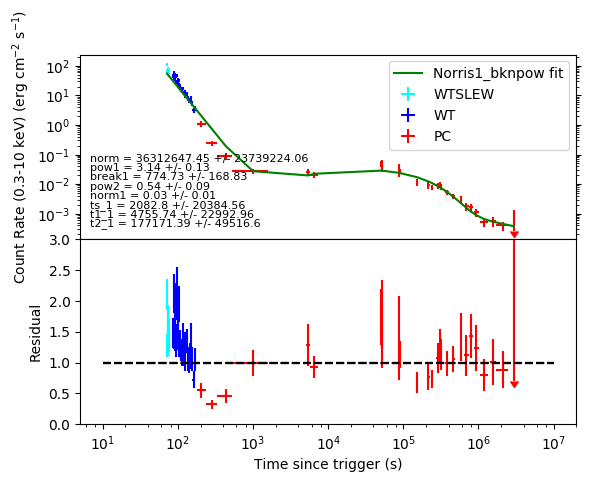 Count Rate (0.3-10 keV) (erg cm⁻² s⁻¹)
10²
10¹
10⁰
10⁻¹
10⁻²
10⁻³
Norris1_bknpow fit
WTSLEW
WT
PC
norm = 36312647.45 +/- 23739224.06
pow1 = 3.14 +/- 0.13
break1 = 774.73 +/- 168.83
pow2 = 0.54 +/- 0.09
norm1 = 0.03 +/- 0.01
ts_1 = 2082.8 +/- 20384.56
t1_1 = 4755.74 +/- 22992.96
t2_1 = 177171.39 +/- 49516.6
Residual
3.0
2.5
2.0
1.5
1.0
0.5
0.0
10¹ 10² 10³ 10⁴ 10⁵ 10⁶ 10⁷
Time since trigger (s)